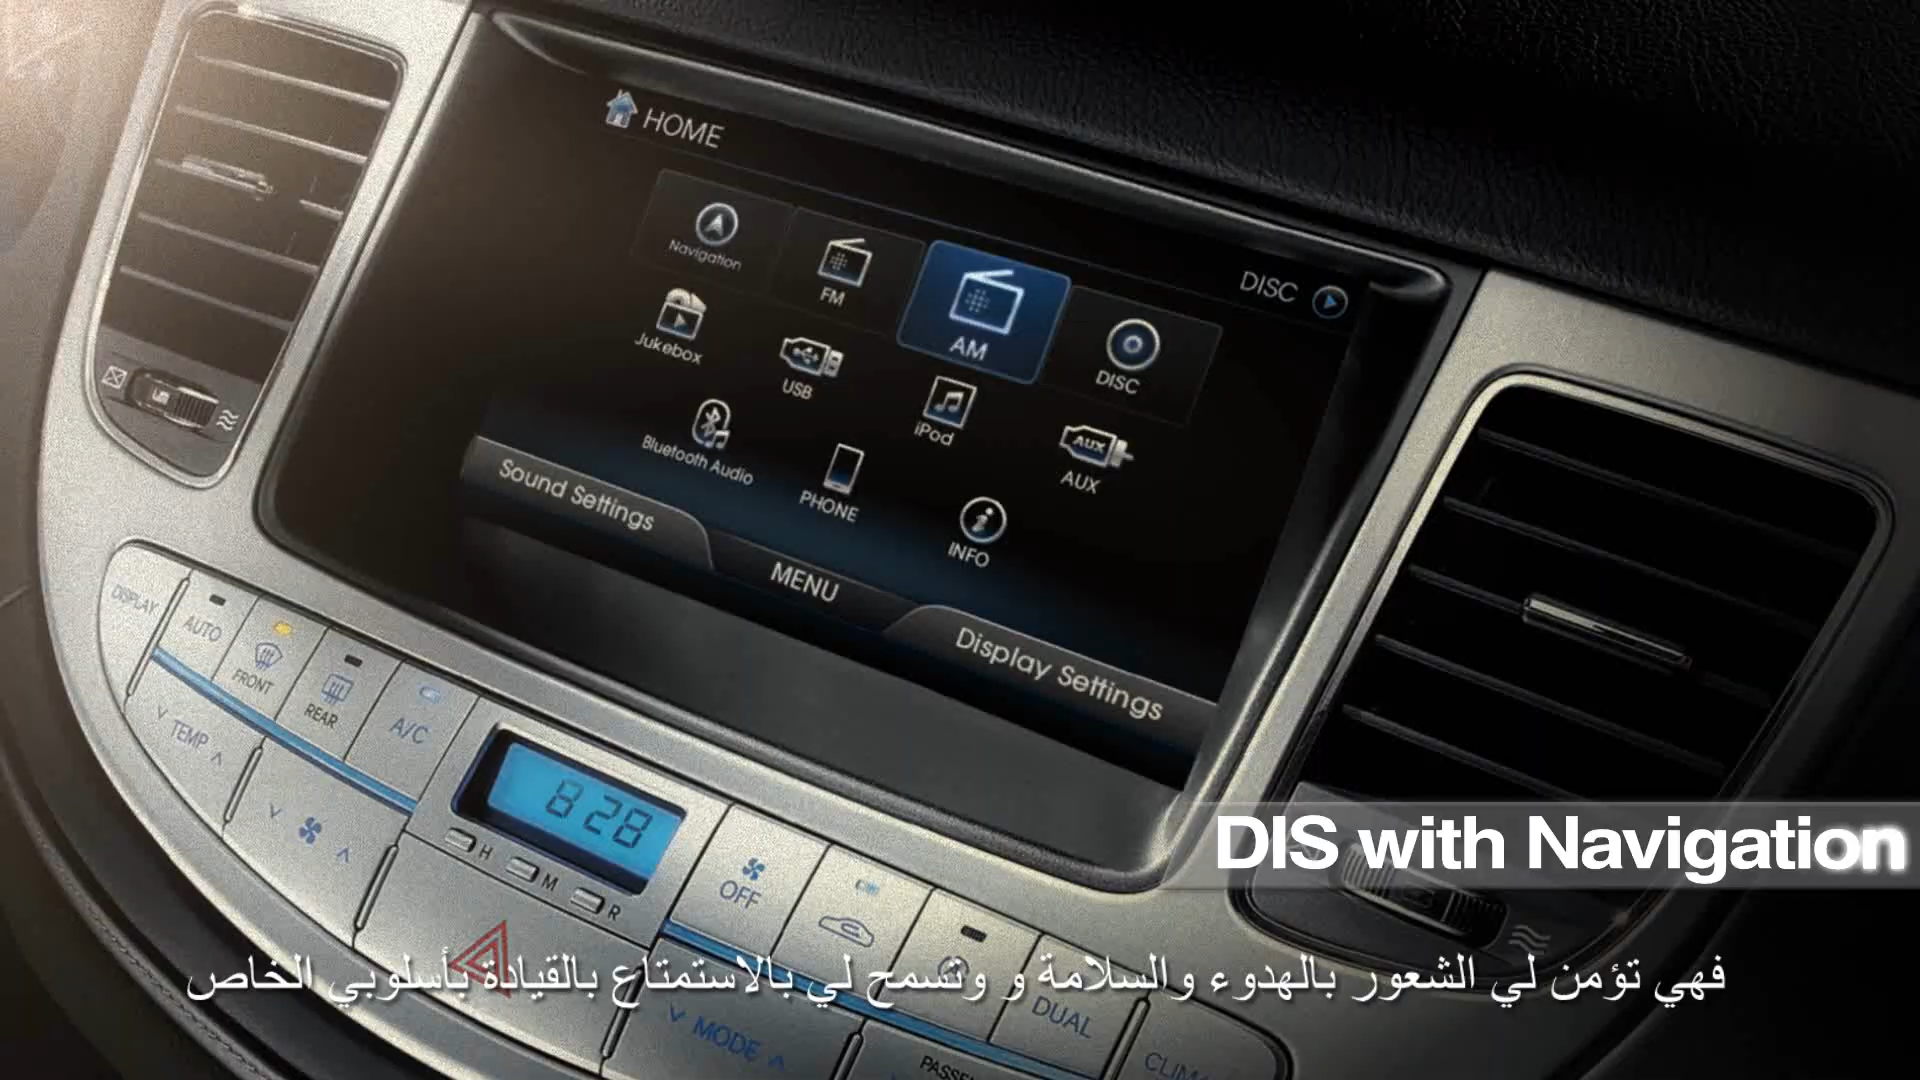 HOME
DISC
Navigation
FM
AM
DISC
Jukebox
USB
iPod
AUX
AUX
Bluetooth Audio
PHONE
INFO
Sound Settings
MENU
Display Settings
DISPLAY
AUTO
FRONT
REAR
A/C
TEMP
8 28
H
M
R
OFF
MODE
DUAL
DIS with Navigation
فهي تؤمن لي الشعور بالهدوء والسلامة و وتسمح لي بالاستمتاع بالقيادة بأسلوبي الخاص